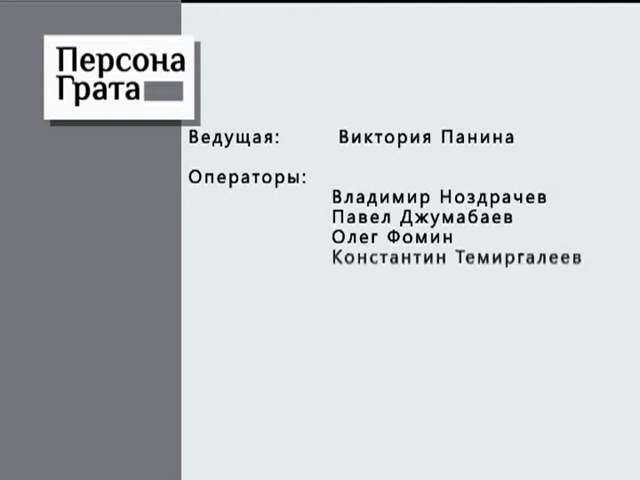 Персона
Грата
Ведущая: Виктория Панина
Операторы:
Владимир Ноздрачев
Павел Джумабаев
Олег Фомин
Константин Темиргалеев